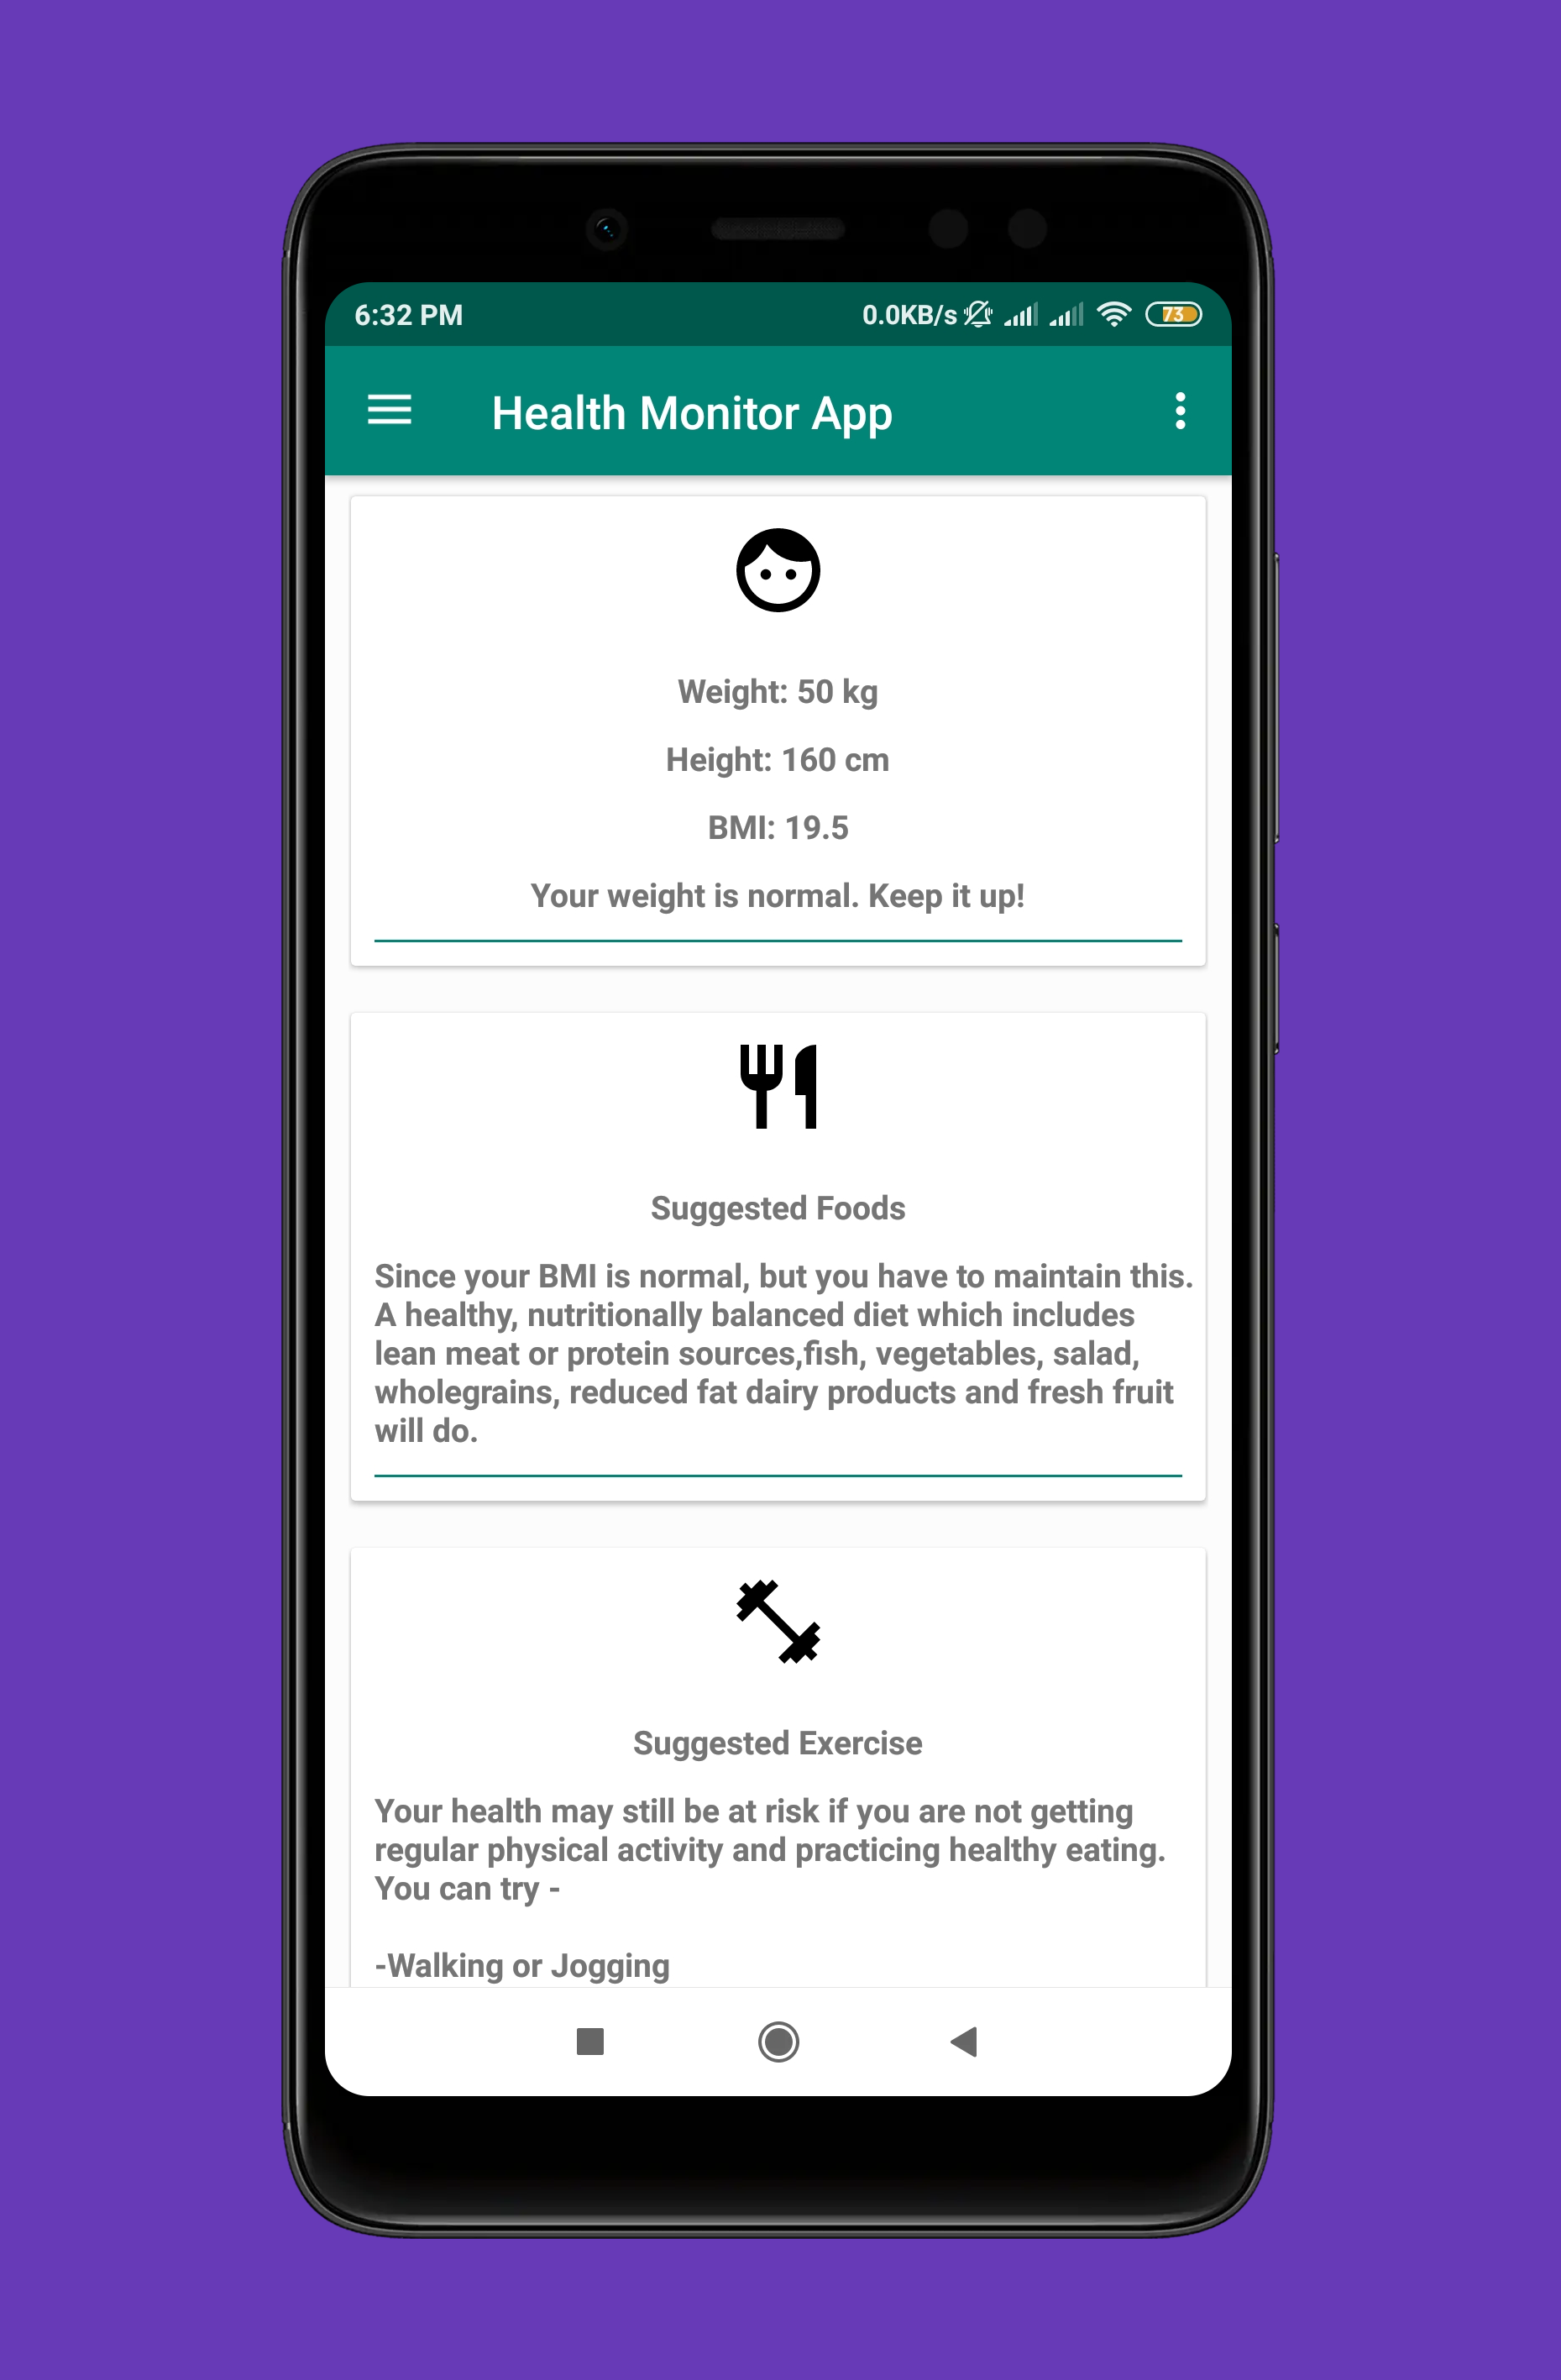 6:32 PM
0.0KB/s
73
Health Monitor App
Weight: 50 kg
Height: 160 cm
BMI: 19.5
Your weight is normal. Keep it up!
Suggested Foods
Since your BMI is normal, but you have to maintain this.
A healthy, nutritionally balanced diet which includes
lean meat or protein sources,fish, vegetables, salad,
wholegrains, reduced fat dairy products and fresh fruit
will do.
Suggested Exercise
Your health may still be at risk if you are not getting
regular physical activity and practicing healthy eating.
You can try -
-Walking or Jogging